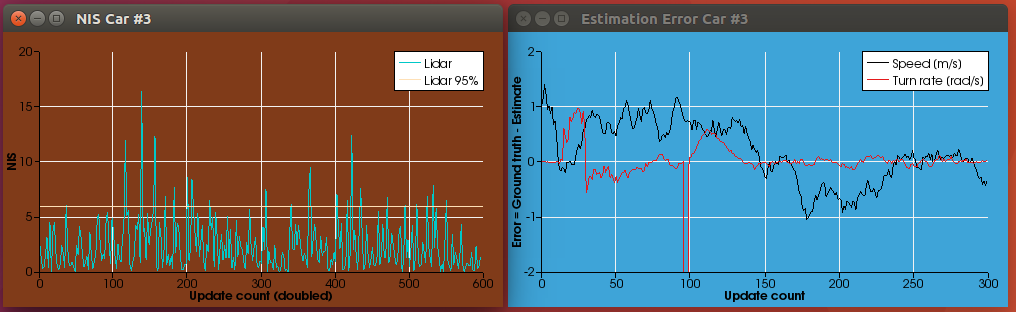 NIS Car #3
20
15
10
5
0
NIS
Lidar
Lidar 95%
0 100 200 300 400 500 600
Update count (doubled)
Estimation Error Car #3
2
1
0
-1
-2
Error = Ground truth - Estimate
Speed [m/s]
Turn rate [rad/s]
0 50 100 150 200 250 300
Update count